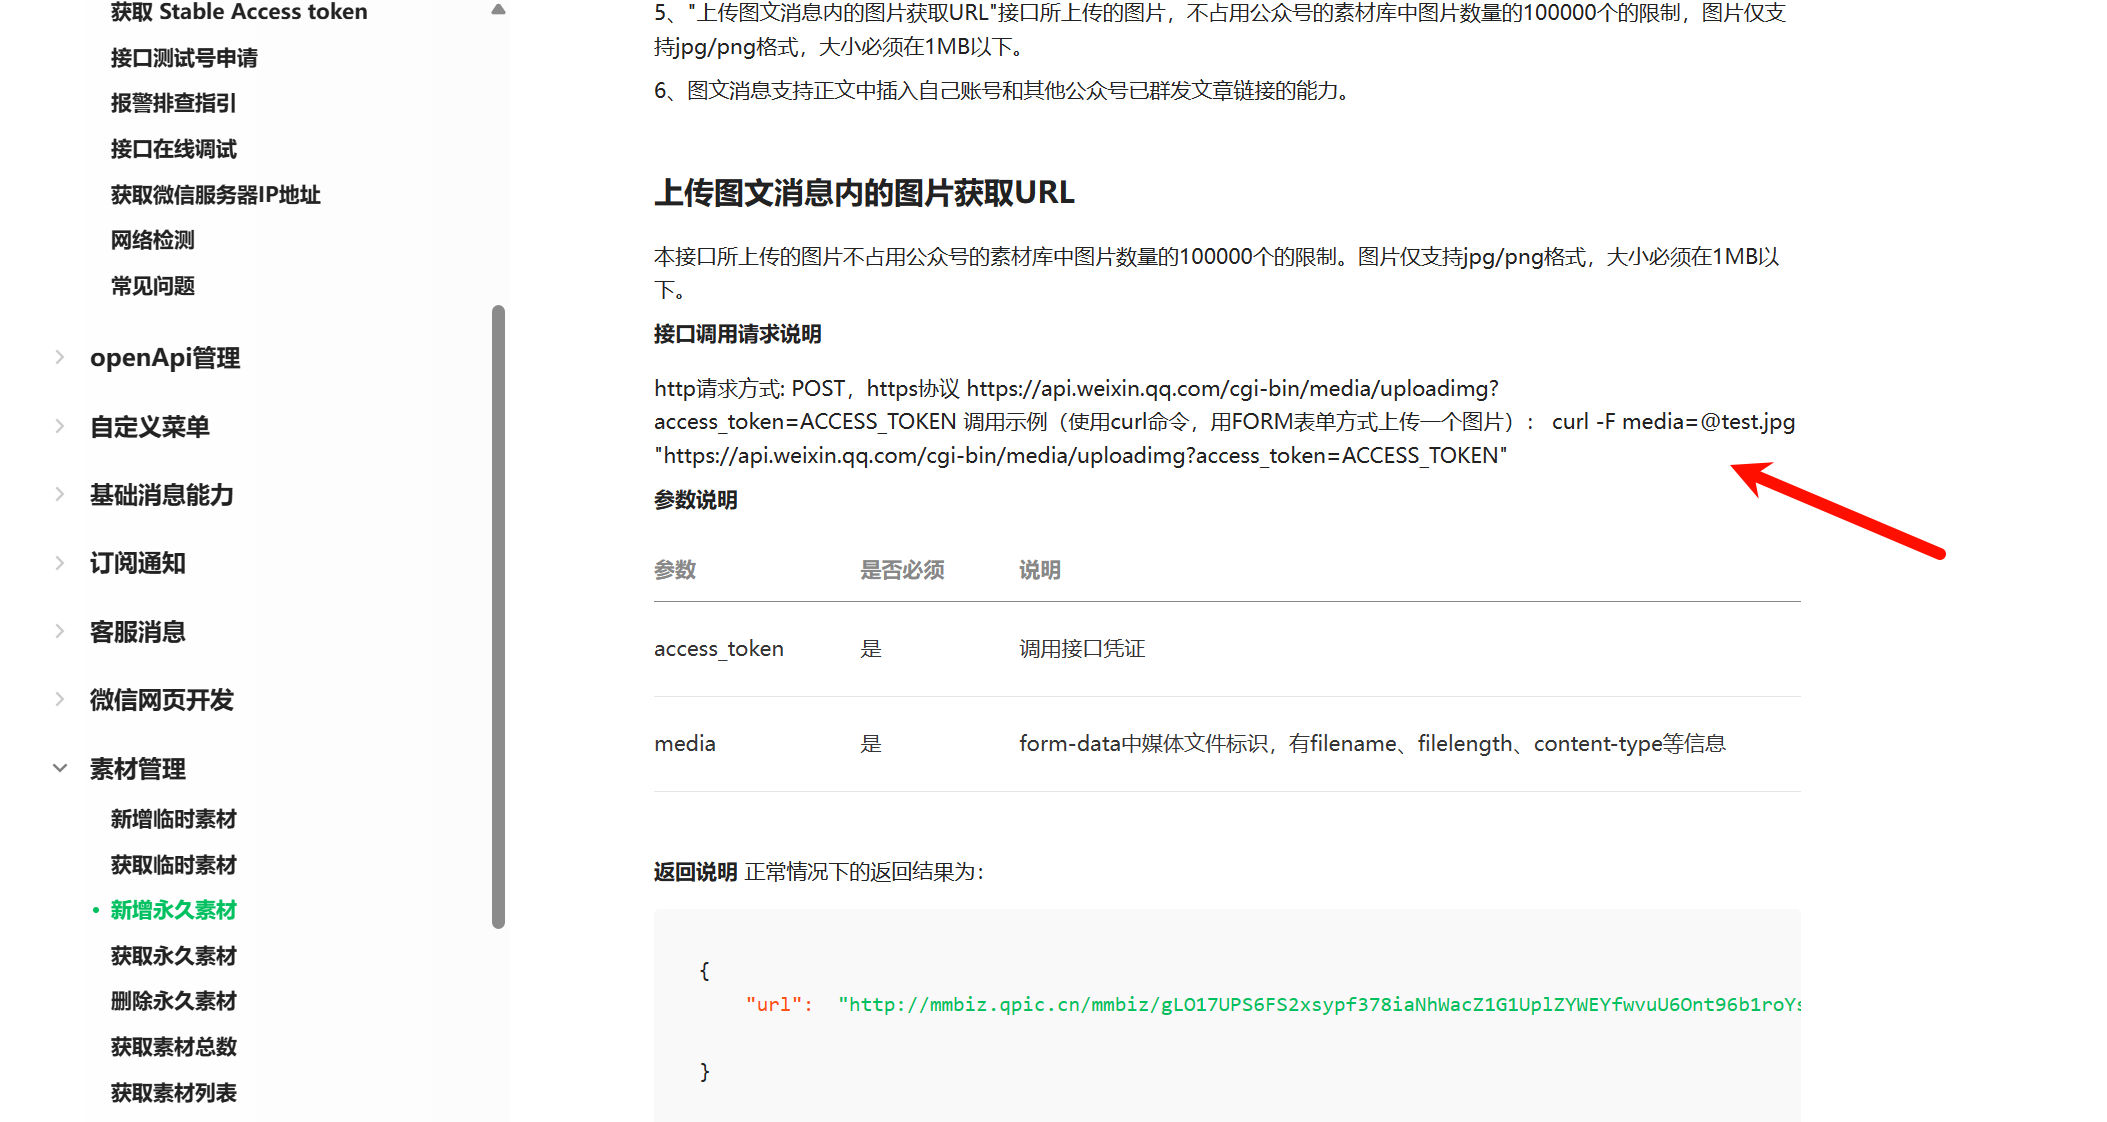 获取 Stable Access token
接口测试号申请
报警排查指引
接口在线调试
获取微信服务器IP地址
网络检测
常见问题
openApi管理
自定义菜单
基础消息能力
订阅通知
客服消息
微信网页开发
素材管理
新增临时素材
获取临时素材
新增永久素材
获取永久素材
删除永久素材
获取素材总数
获取素材列表
5、"上传图文消息内的图片获取URL"接口所上传的图片，不占用公众号的素材库中图片数量的100000个的限制，图片仅支
持jpg/png格式，大小必须在1MB以下。
6、图文消息支持正文中插入自己账号和其他公众号已群发文章链接的能力。
上传图文消息内的图片获取URL
本接口所上传的图片不占用公众号的素材库中图片数量的100000个的限制。图片仅支持jpg/png格式，大小必须在1MB以
下。
接口调用请求说明
http请求方式: POST，https协议 https://api.weixin.qq.com/cgi-bin/media/uploadimg?
access_token=ACCESS_TOKEN 调用示例（使用curl命令，用FORM表单方式上传一个图片）： curl -F media=@test.jpg
"https://api.weixin.qq.com/cgi-bin/media/uploadimg?access_token=ACCESS_TOKEN"
参数说明
参数 是否必须 说明
access_token 是 调用接口凭证
media 是 form-data中媒体文件标识，有filename、filelength、content-type等信息
返回说明 正常情况下的返回结果为：
{
"url": "http://mmbiz.qpic.cn/mmbiz/gLO17UPS6FS2xsypf378iaNhWacZ1G1UplZYWEYfwvuU6Ont96b1roYs
}